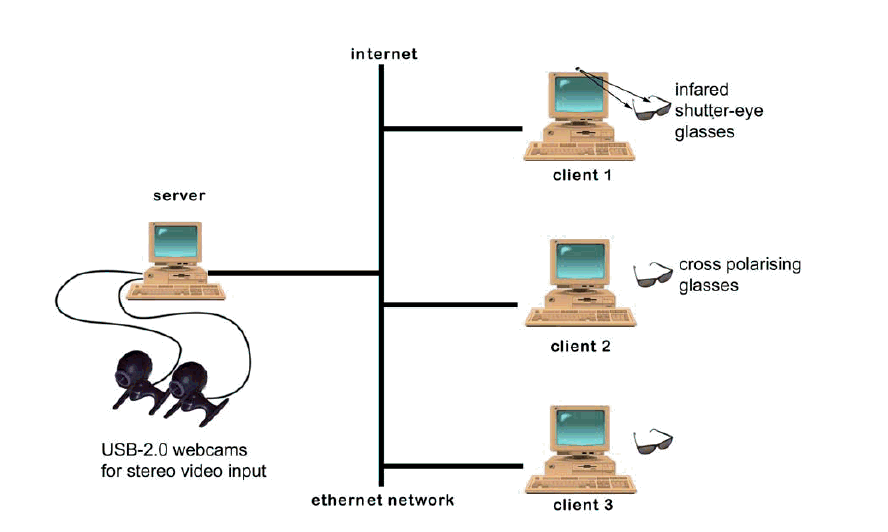 internet
infared
shutter-eye
glasses
client 1
server
cross polarising
glasses
client 2
USB-2.0 webcams
for stereo video input
ethernet network
client 3